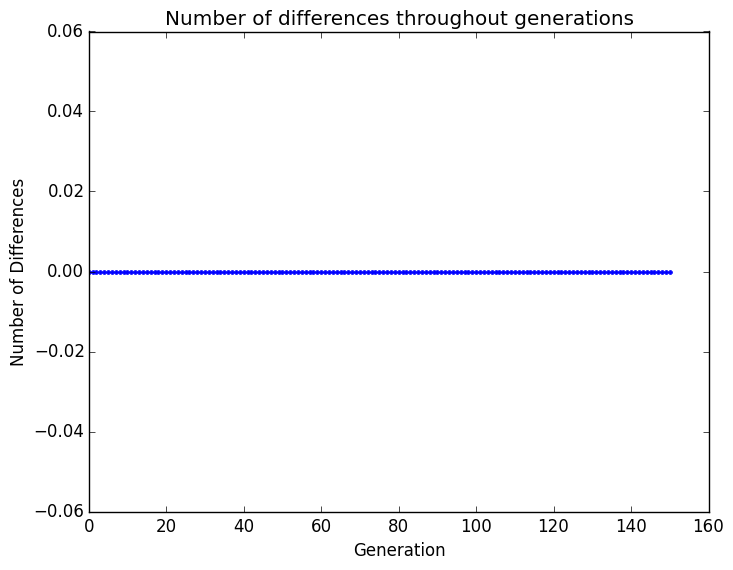 Number of differences throughout generations
0.06
0.04
0.02
0.00
−0.02
−0.04
−0.06
Number of Differences
0 20 40 60 80 100 120 140 160
Generation